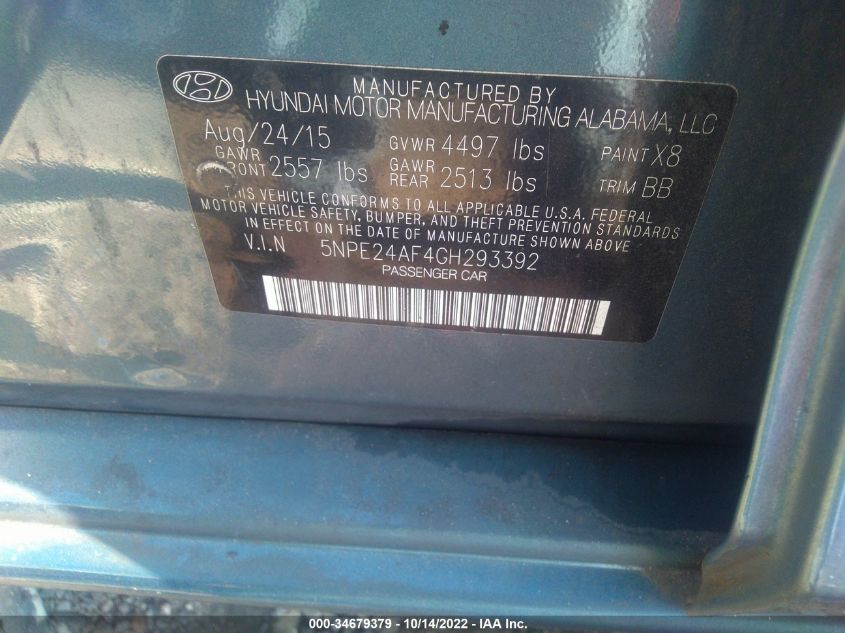 MANUFACTURED BY
HYUNDAI MOTOR MANUFACTURING ALABAMA, LLC
Aug/24/15 GVWR 4497 lbs PAINT X8
GAWR FRONT 2557 lbs GAWR REAR 2513 lbs TRIM BB
THIS VEHICLE CONFORMS TO ALL APPLICABLE U.S.A. FEDERAL
MOTOR VEHICLE SAFETY, BUMPER, AND THEFT PREVENTION STANDARDS
IN EFFECT ON THE DATE OF MANUFACTURE SHOWN ABOVE
V.I.N 5NPE24AF4GH293392
PASSENGER CAR
000-34679379 - 10/14/2022 - IAA Inc.